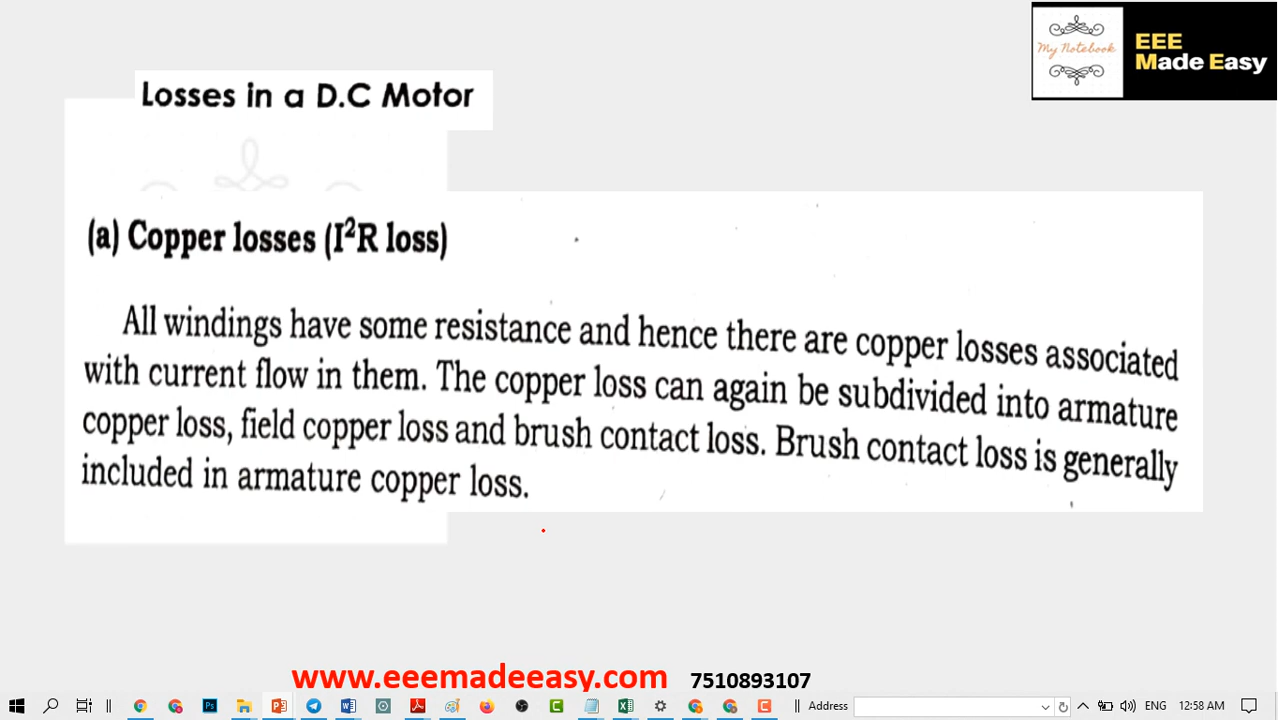 My Notebook
EEE
Made Easy
Losses in a D.C Motor
(a) Copper losses (I²R loss)
All windings have some resistance and hence there are copper losses associated
with current flow in them. The copper loss can again be subdivided into armature
copper loss, field copper loss and brush contact loss. Brush contact loss is generally
included in armature copper loss.
www.eeemadeeasy.com 7510893107
Address ENG 12:58 AM